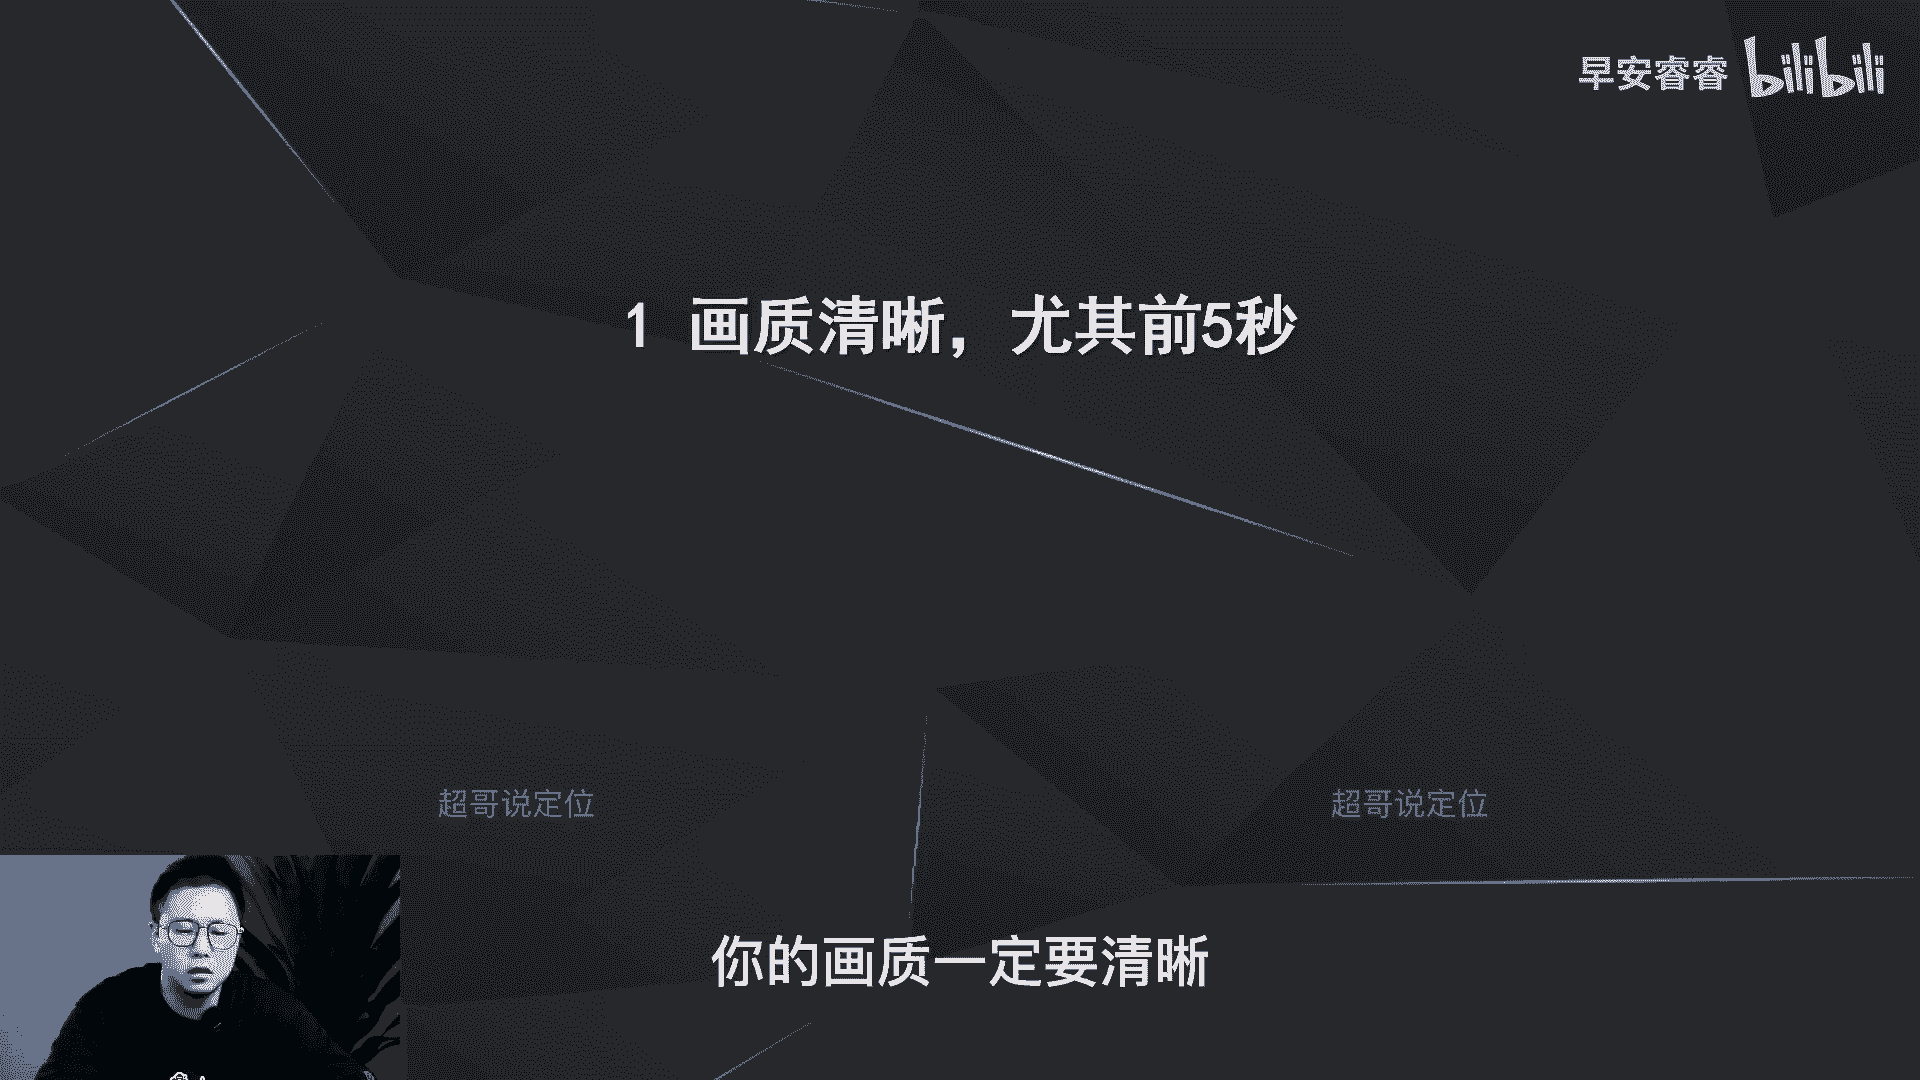 早安睿睿 bilibili
1 画质清晰，尤其前5秒
超哥说定位 超哥说定位
你的画质一定要清晰